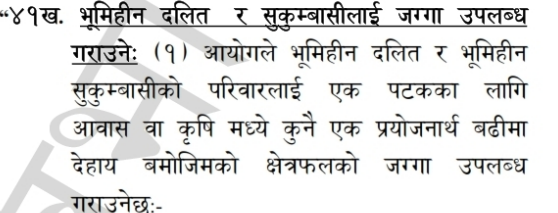 “४१ख. भूमिहीन दलित र सुकुम्बासीलाई जग्गा उपलब्ध
गराउनेः (१) आयोगले भूमिहीन दलित र भूमिहीन
सुकुम्बासीको परिवारलाई एक पटकका लागि
आवास वा कृषि मध्ये कुनै एक प्रयोजनार्थ बढीमा
देहाय बमोजिमको क्षेत्रफलको जग्गा उपलब्ध
गराउनेछः-